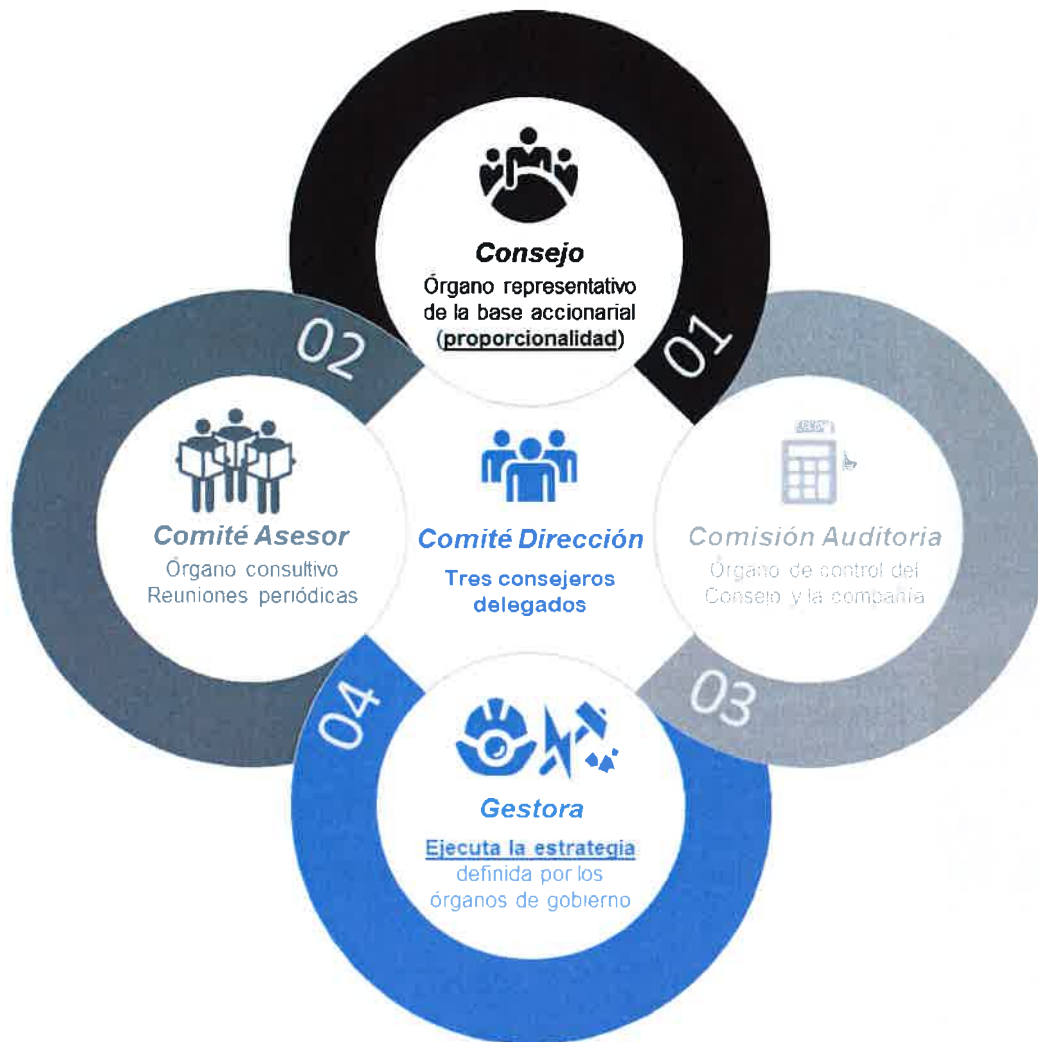 Consejo
Órgano representativo
de la base accionarial
(proporcionalidad)
01
02
Comité Asesor
Órgano consultivo
Reuniones periódicas
Comité Dirección
Tres consejeros
delegados
Comisión Auditoria
Órgano de control del
Consejo y la compañía
03
04
Gestora
Ejecuta la estrategia
definida por los
órganos de gobierno